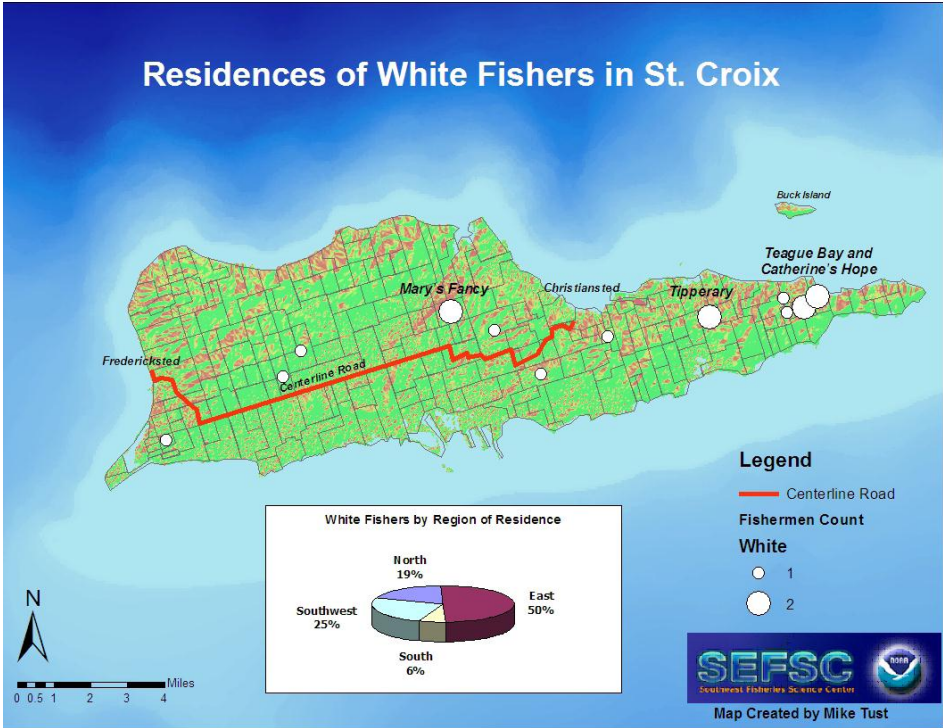 Residences of White Fishers in St. Croix
Buck Island
Teague Bay and
Catherine's Hope
Mary's Fancy
Christiansted
Tipperary
Fredericksted
Centerline Road
Legend
Centerline Road
Fishermen Count
White
1
2
White Fishers by Region of Residence
North
19%
East
50%
Southwest
25%
South
6%
N
Miles
0 0.5 1 2 3 4
SEFSC
Southeast Fisheries Science Center
NOAA
Map Created by Mike Tust